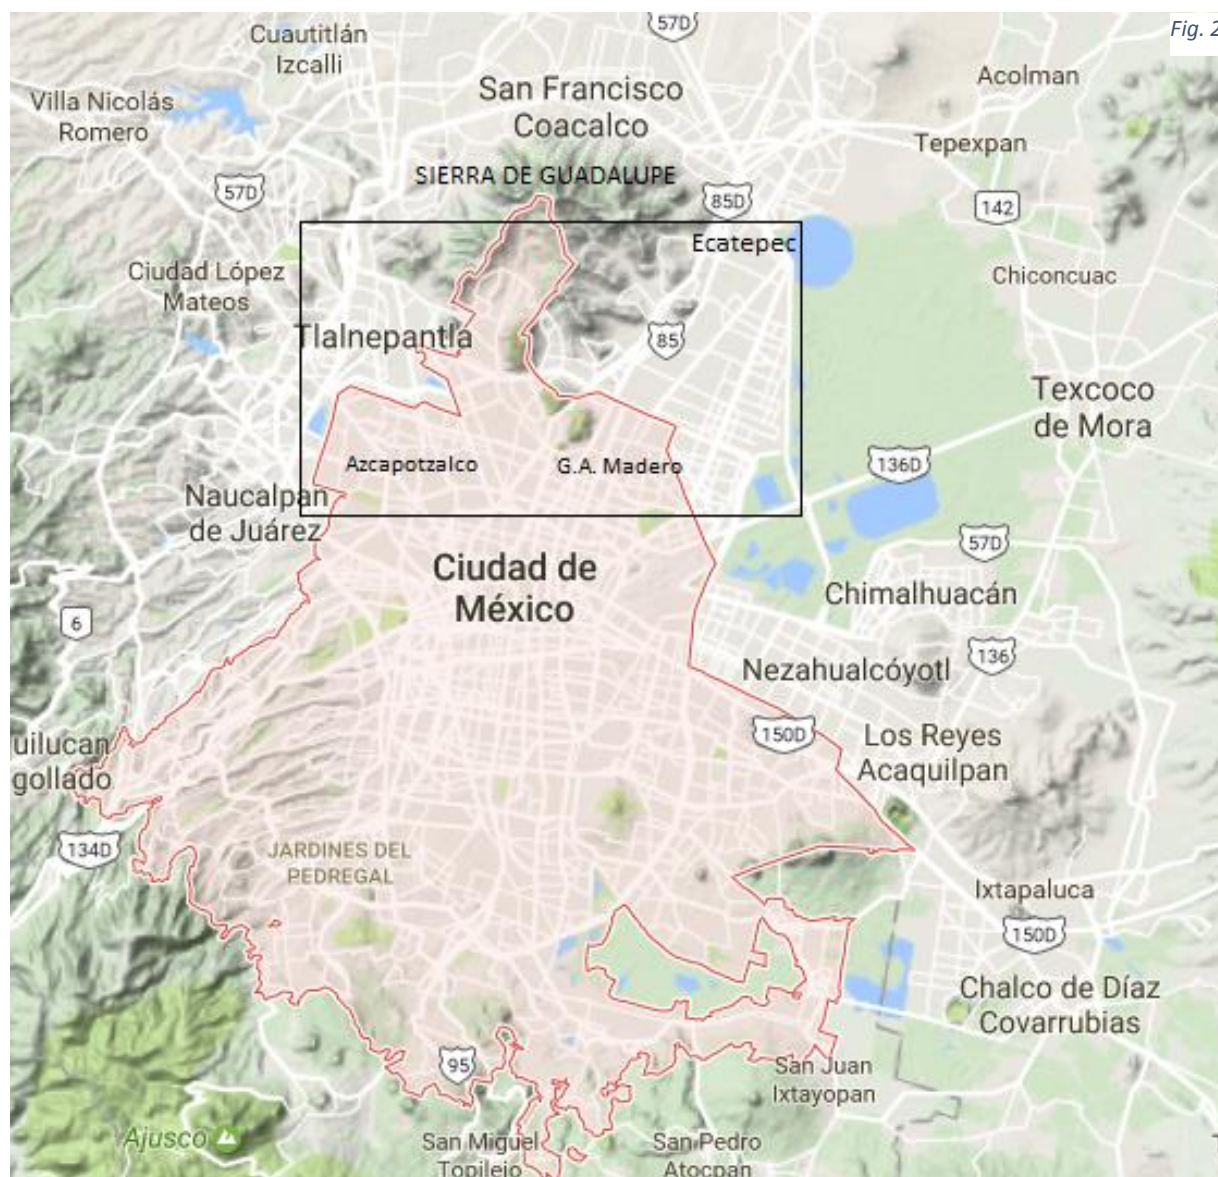 57D
Fig. 2
Cuautitlán
Izcalli
Acolman
San Francisco
Coacalco
Villa Nicolás
Romero
Tepexpan
SIERRA DE GUADALUPE
57D
85D
142
Ecatepec
Ciudad López
Mateos
Chiconcuac
Tlalnepantla
85
Texcoco
de Mora
Azcapotzalco
G.A. Madero
136D
Naucalpan
de Juárez
57D
Ciudad de
México
Chimalhuacán
6
136
Nezahualcóyotl
150D
uilucan
gollado
Los Reyes
Acaquilpan
134D
JARDINES DEL
PEDREGAL
Ixtapaluca
150D
Chalco de Díaz
Covarrubias
95
San Juan
Ixtayopan
Ajusco
San Miguel
Topilejo
San Pedro
Atocpan